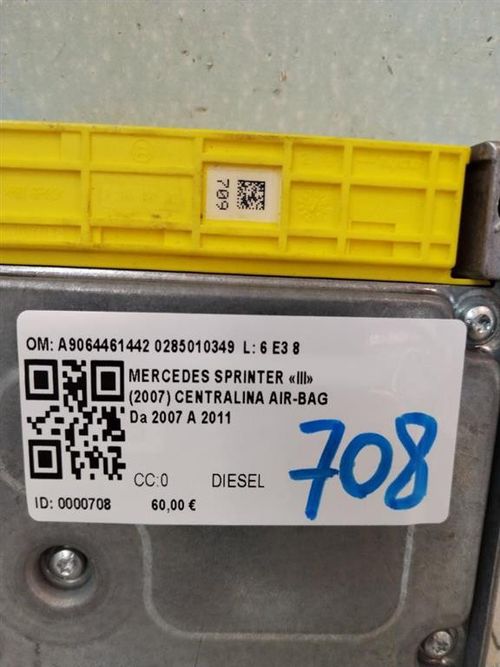 709
OM: A9064461442 0285010349 L: 6 E3 8
MERCEDES SPRINTER «III»
(2007) CENTRALINA AIR-BAG
Da 2007 A 2011
CC:0 DIESEL
ID: 0000708 60,00 €
708